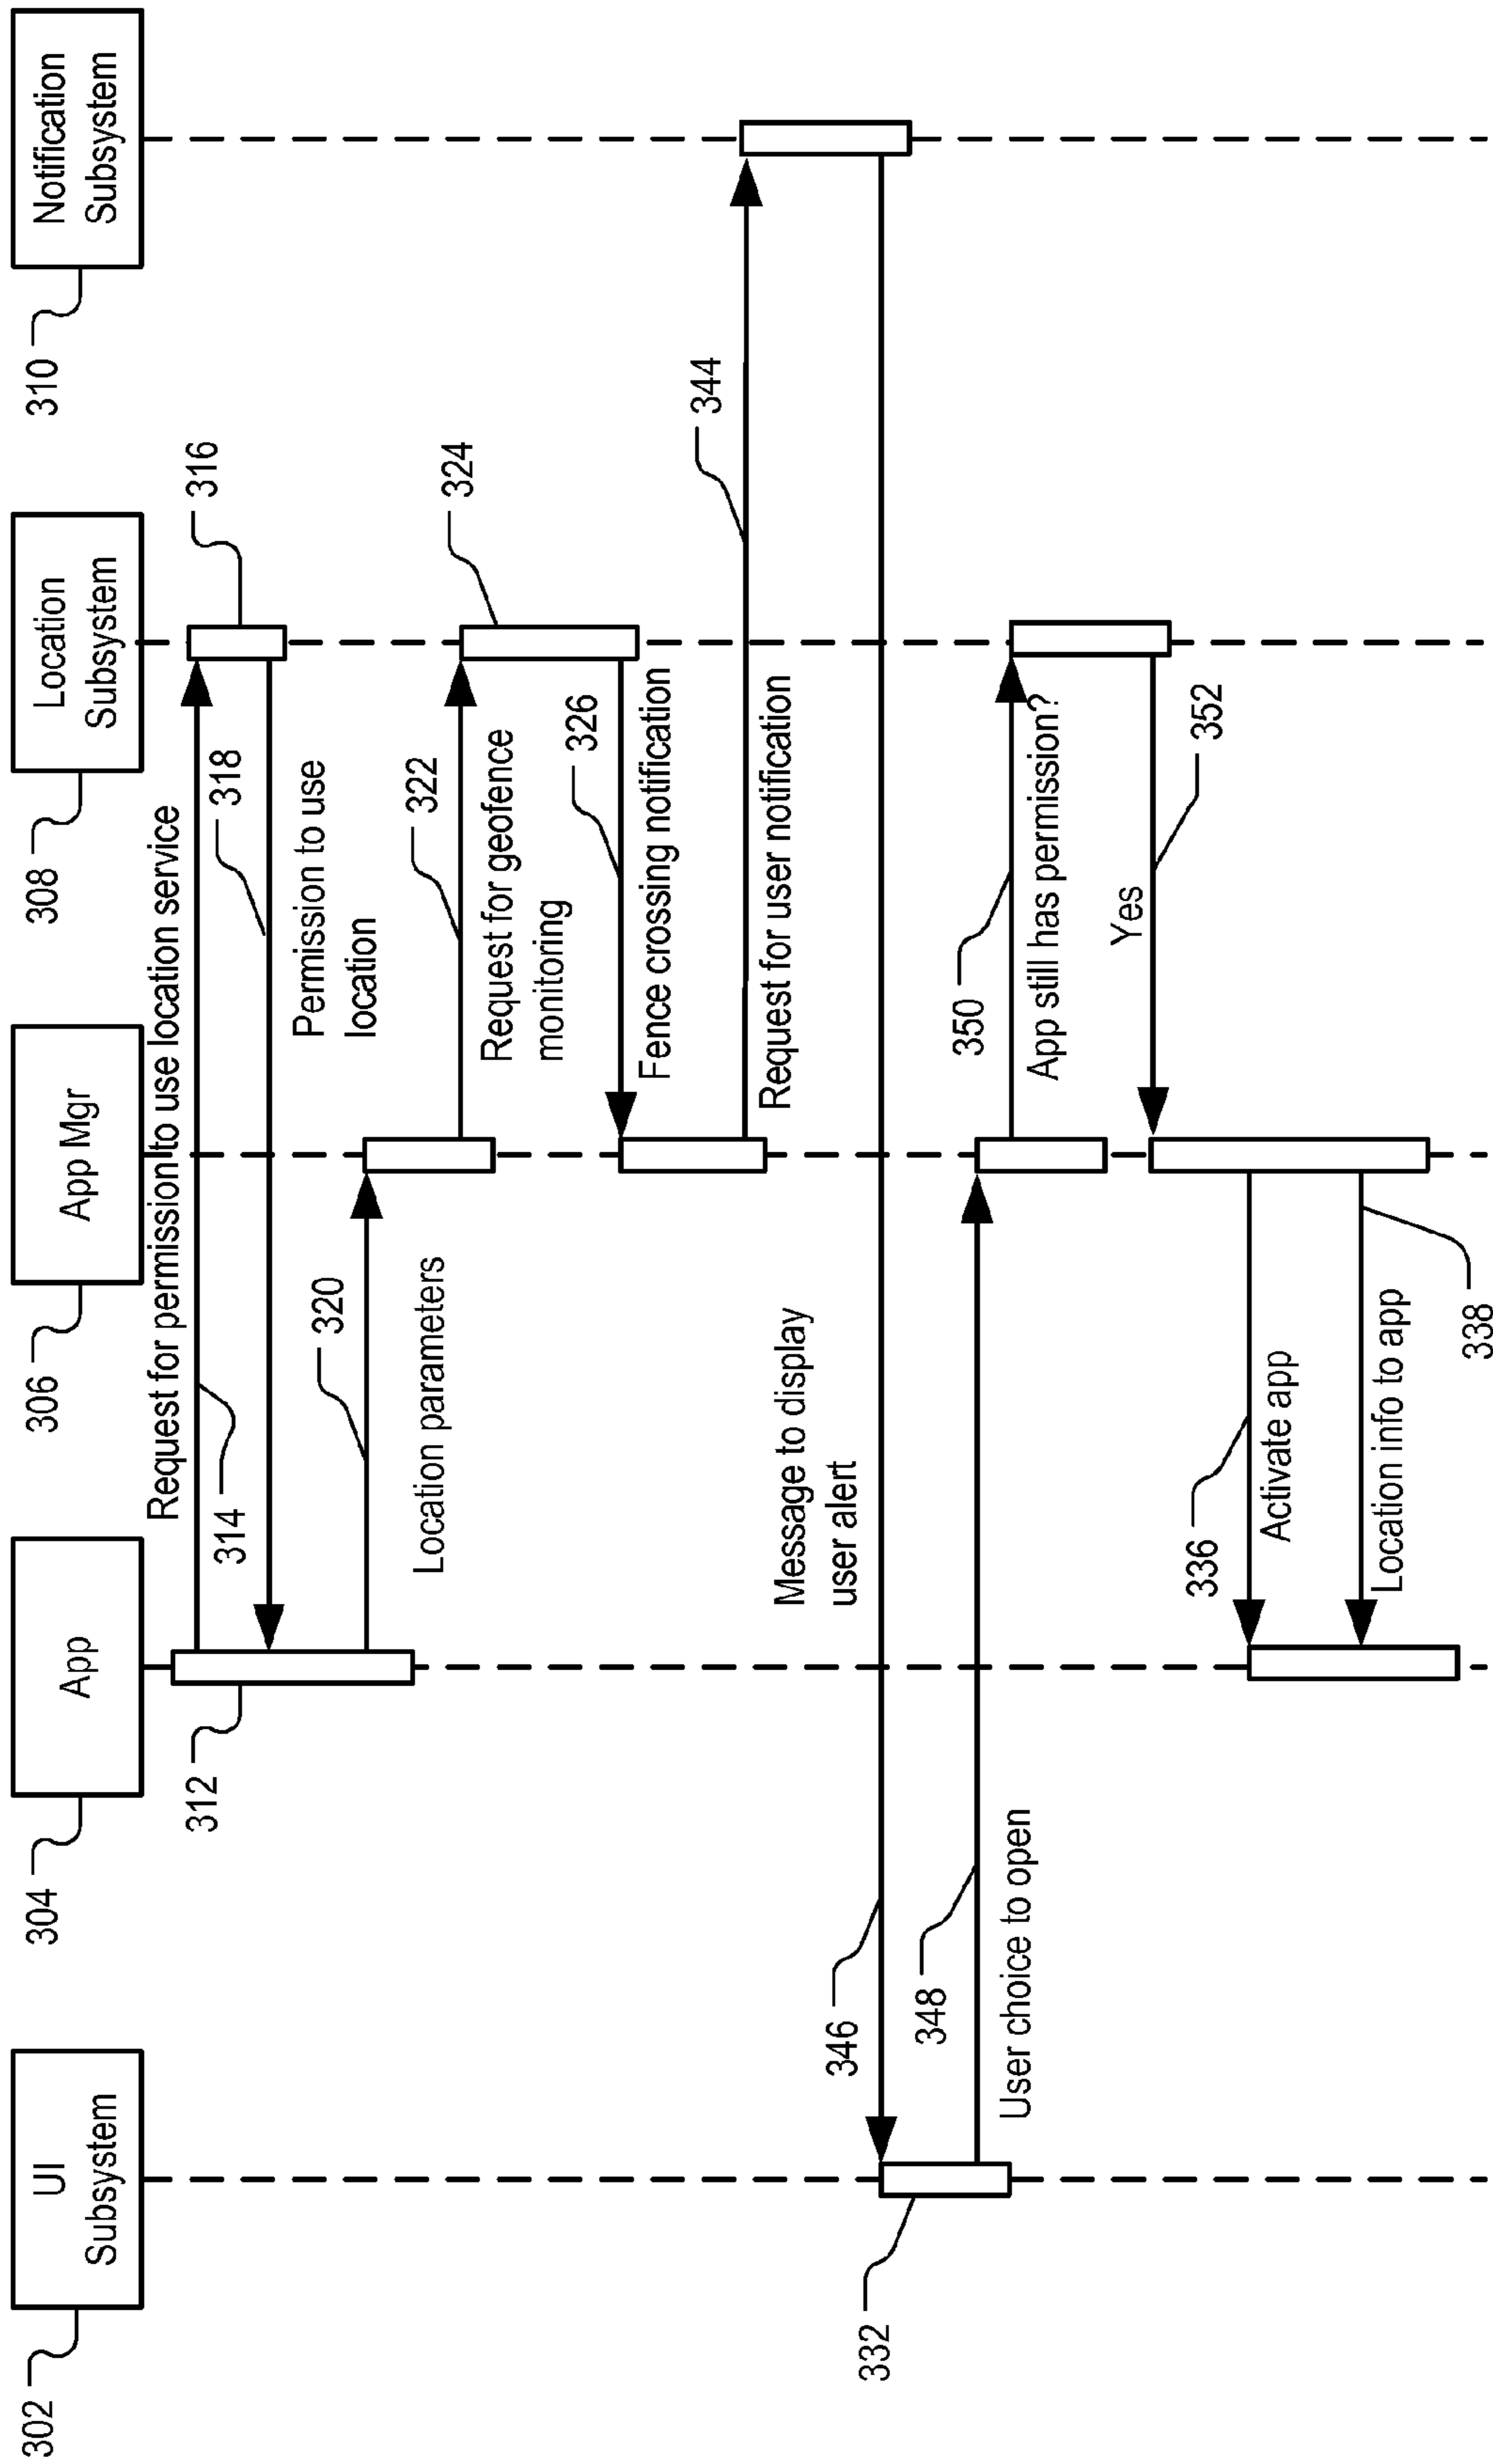 302
UI
Subsystem
304
App
306
App Mgr
308
Location
Subsystem
310
Notification
Subsystem
Request for permission to use location service
312
314
316
318
Permission to use
location
320
Location parameters
322
Request for geofence
monitoring
324
326
Fence crossing notification
344
Request for user notification
Message to display
user alert
346
332
348
User choice to open
350
App still has permission?
Yes
352
336
Activate app
Location info to app
338